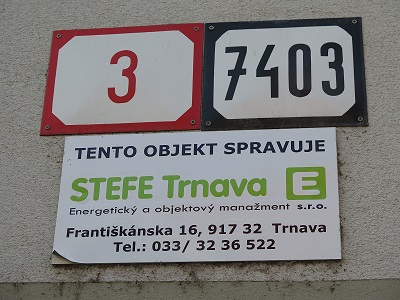 3
7403
TENTO OBJEKT SPRAVUJE
STEFE Trnava E
Energetický a objektový manažment s.r.o.
Františkánska 16, 917 32 Trnava
Tel.: 033/ 32 36 522